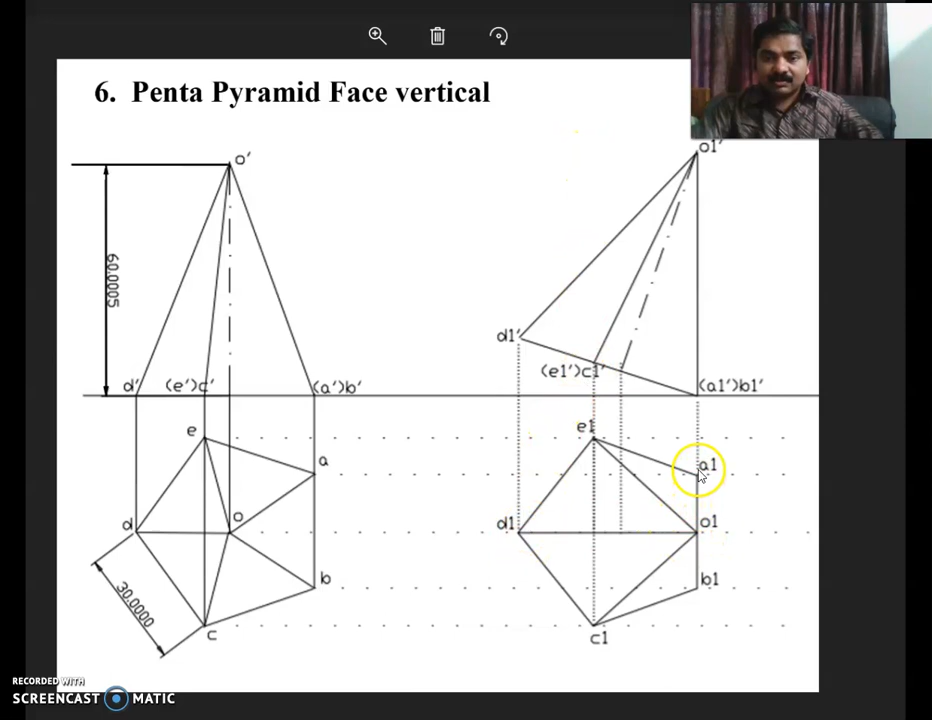 6. Penta Pyramid Face vertical
o'
o1'
60.0005
d1'
(e1')c1'
d'
(e')c'
(a')b'
(a1')b1'
e
e1
a
a1
d
o
d1
o1
b
b1
30.0000
c
c1
RECORDED WITH
SCREENCAST MATIC